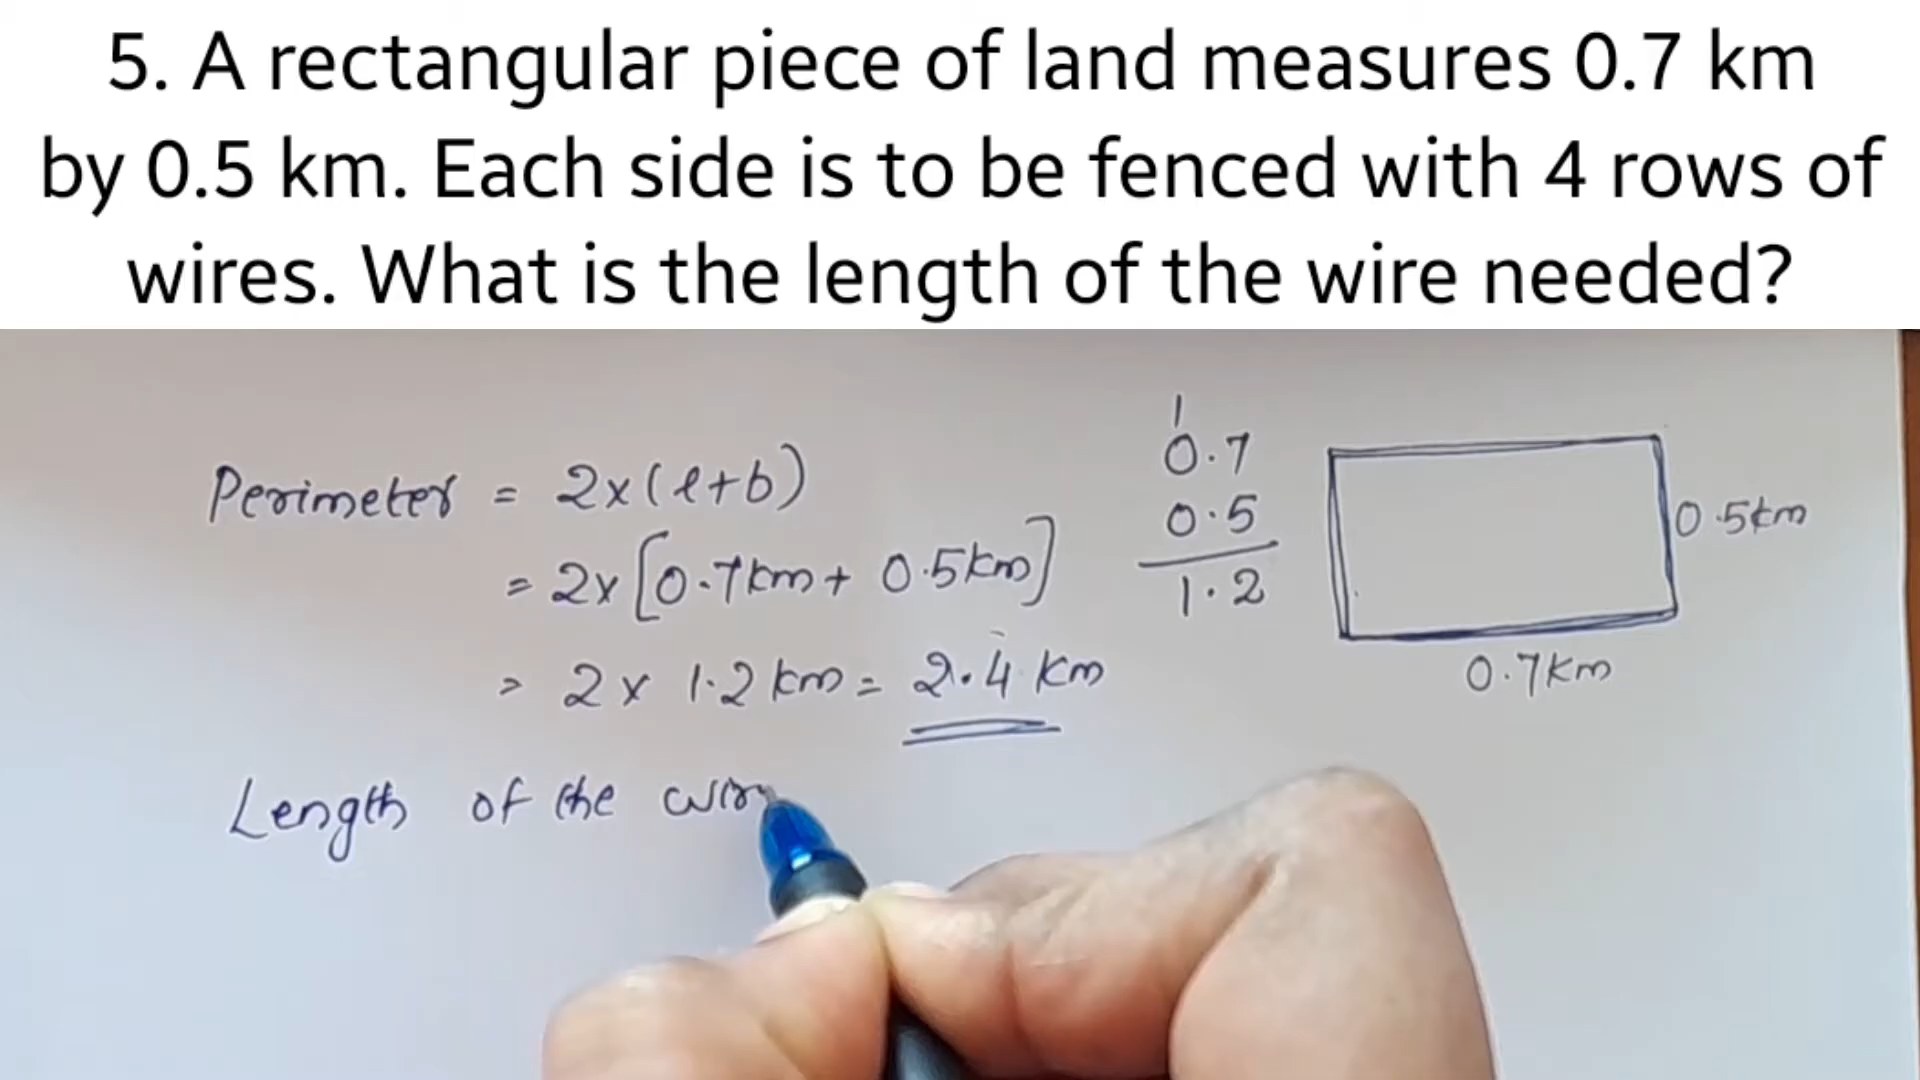 5. A rectangular piece of land measures 0.7 km
by 0.5 km. Each side is to be fenced with 4 rows of
wires. What is the length of the wire needed?
Perimeter = 2x(l+b)
= 2x[0.7km + 0.5km]
= 2x 1.2 km = 2.4 km
Length of the wir
1
0.7
0.5
1.2
0.5km
0.7km